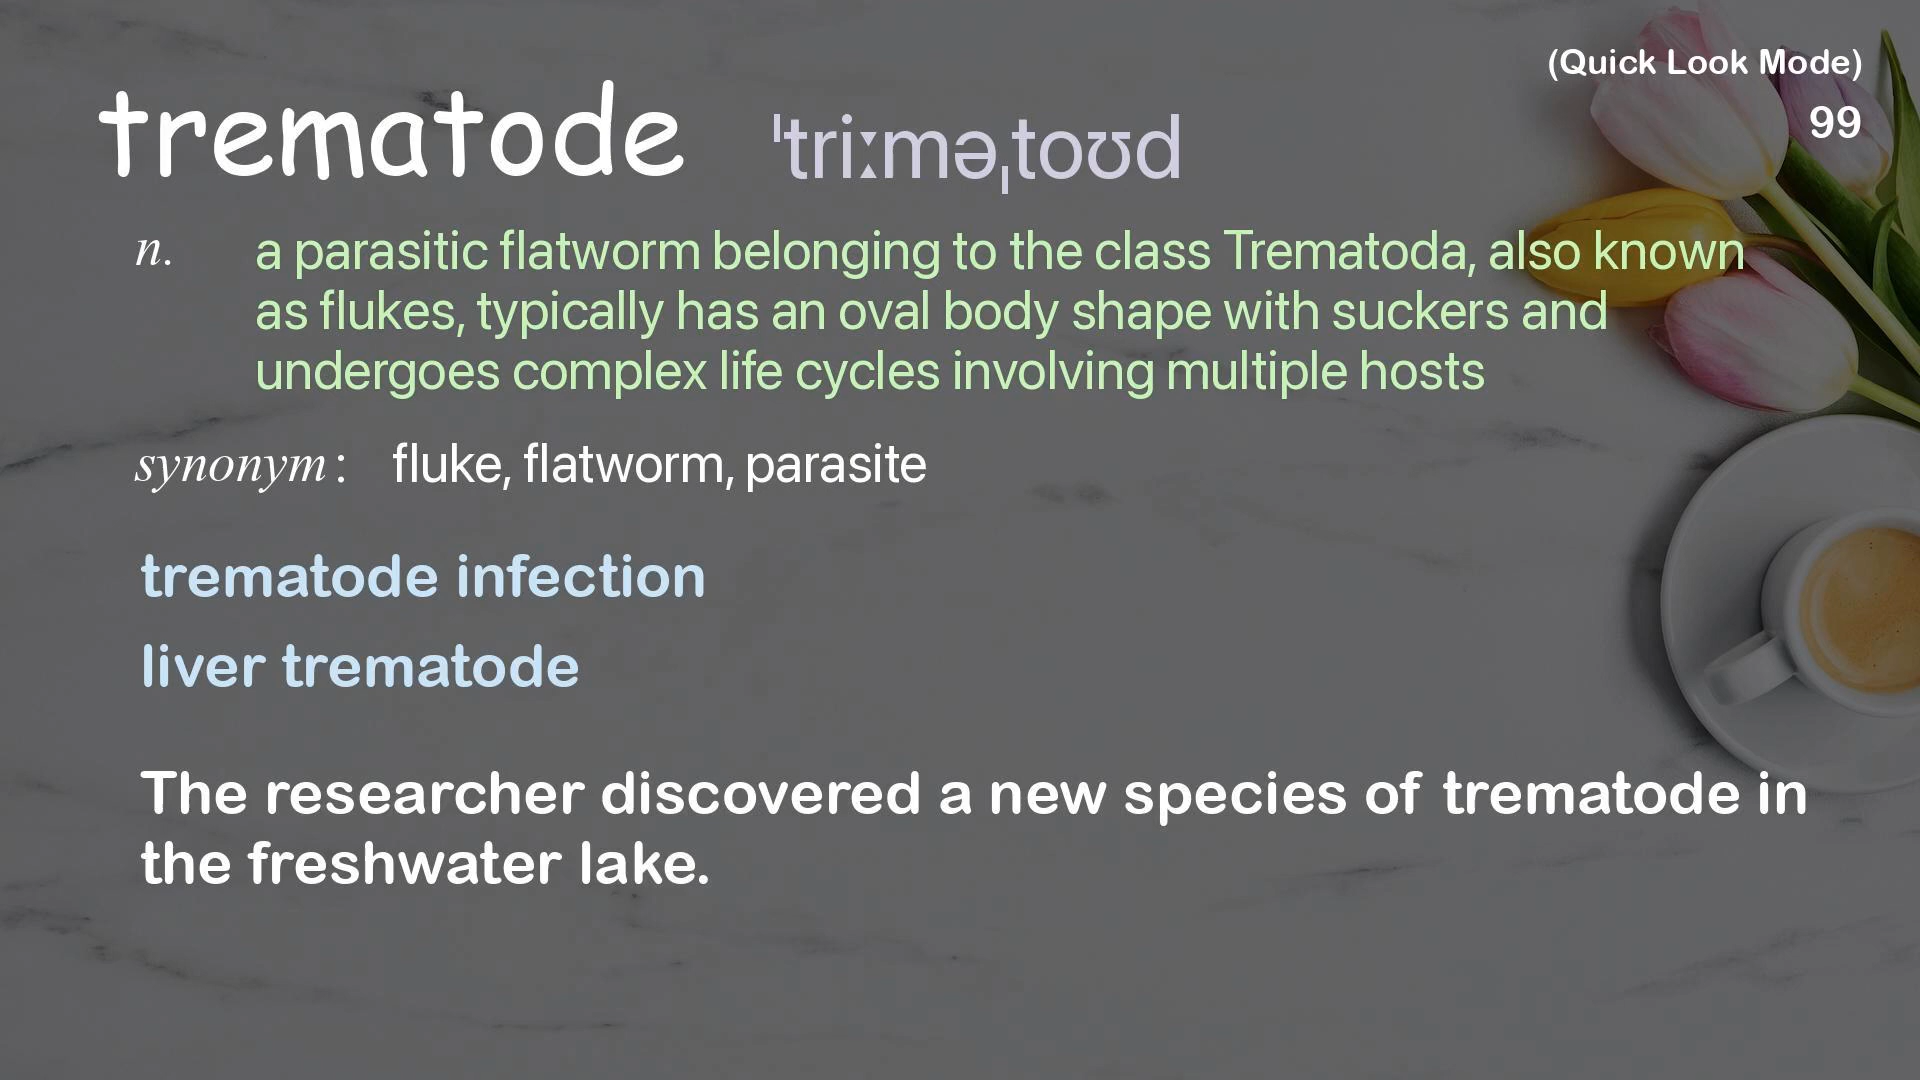 (Quick Look Mode)
99
trematode ˈtriːməˌtoʊd
n. a parasitic flatworm belonging to the class Trematoda, also known
as flukes, typically has an oval body shape with suckers and
undergoes complex life cycles involving multiple hosts
synonym: fluke, flatworm, parasite
trematode infection
liver trematode
The researcher discovered a new species of trematode in
the freshwater lake.